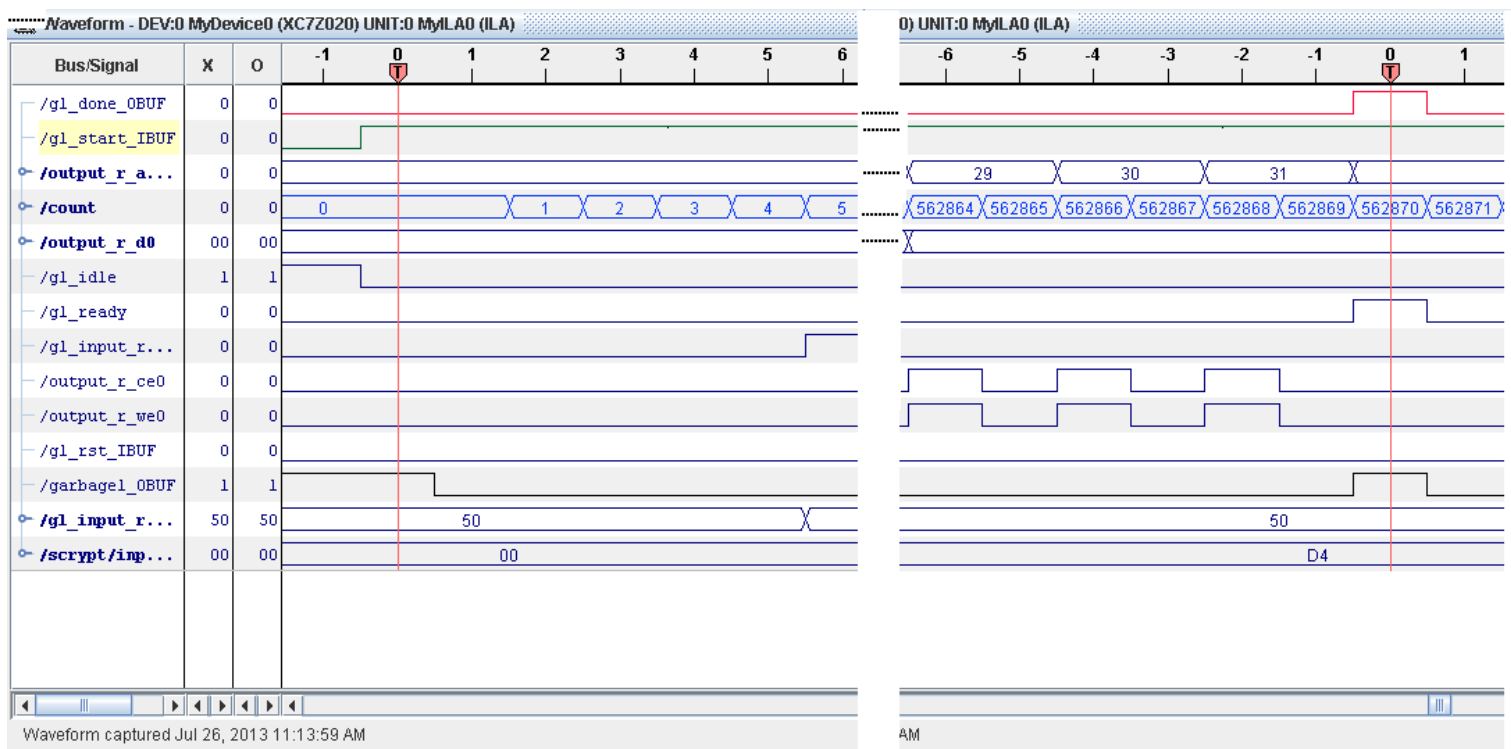 Waveform - DEV:0 MyDevice0 (XC7Z020) UNIT:0 MyILA0 (ILA)
0) UNIT:0 MyILA0 (ILA)
Bus/Signal X O -1 0 1 2 3 4 5 6 -6 -5 -4 -3 -2 -1 0 1
T T
/gl_done_OBUF 0 0
/gl_start_IBUF 0 0
/output_r_a... 0 0 29 30 31
/count 0 0 0 1 2 3 4 5 562864 562865 562866 562867 562868 562869 562870 562871
/output_r_d0 00 00
/gl_idle 1 1
/gl_ready 0 0
/gl_input_r... 0 0
/output_r_ce0 0 0
/output_r_we0 0 0
/gl_rst_IBUF 0 0
/garbagel_OBUF 1 1
/gl_input_r... 50 50 50 50
/scrypt/inp... 00 00 00 D4
Waveform captured Jul 26, 2013 11:13:59 AM
AM